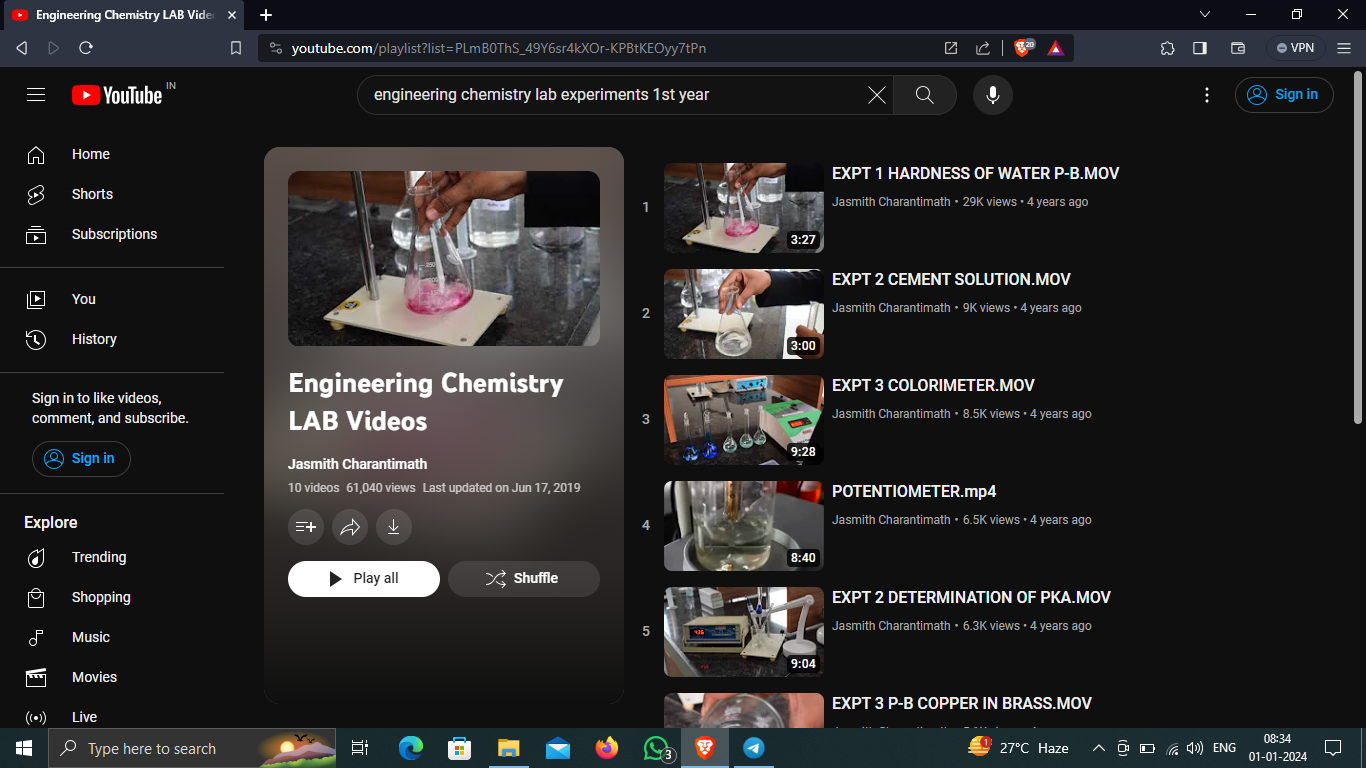 Engineering Chemistry LAB Vide
youtube.com/playlist?list=PLmB0ThS_49Y6sr4kXOr-KPBtKEOyy7tPn
20
VPN
YouTube IN
engineering chemistry lab experiments 1st year
Sign in
Home
Shorts
Subscriptions
You
History
Sign in to like videos,
comment, and subscribe.
Sign in
Explore
Trending
Shopping
Music
Movies
Live
Engineering Chemistry
LAB Videos
Jasmith Charantimath
10 videos 61,040 views Last updated on Jun 17, 2019
Play all
Shuffle
1
3:27
EXPT 1 HARDNESS OF WATER P-B.MOV
Jasmith Charantimath • 29K views • 4 years ago
2
3:00
EXPT 2 CEMENT SOLUTION.MOV
Jasmith Charantimath • 9K views • 4 years ago
3
9:28
EXPT 3 COLORIMETER.MOV
Jasmith Charantimath • 8.5K views • 4 years ago
4
8:40
POTENTIOMETER.mp4
Jasmith Charantimath • 6.5K views • 4 years ago
5
9:04
EXPT 2 DETERMINATION OF PKA.MOV
Jasmith Charantimath • 6.3K views • 4 years ago
EXPT 3 P-B COPPER IN BRASS.MOV
Type here to search
3
1
27°C Haze
ENG
08:34
01-01-2024